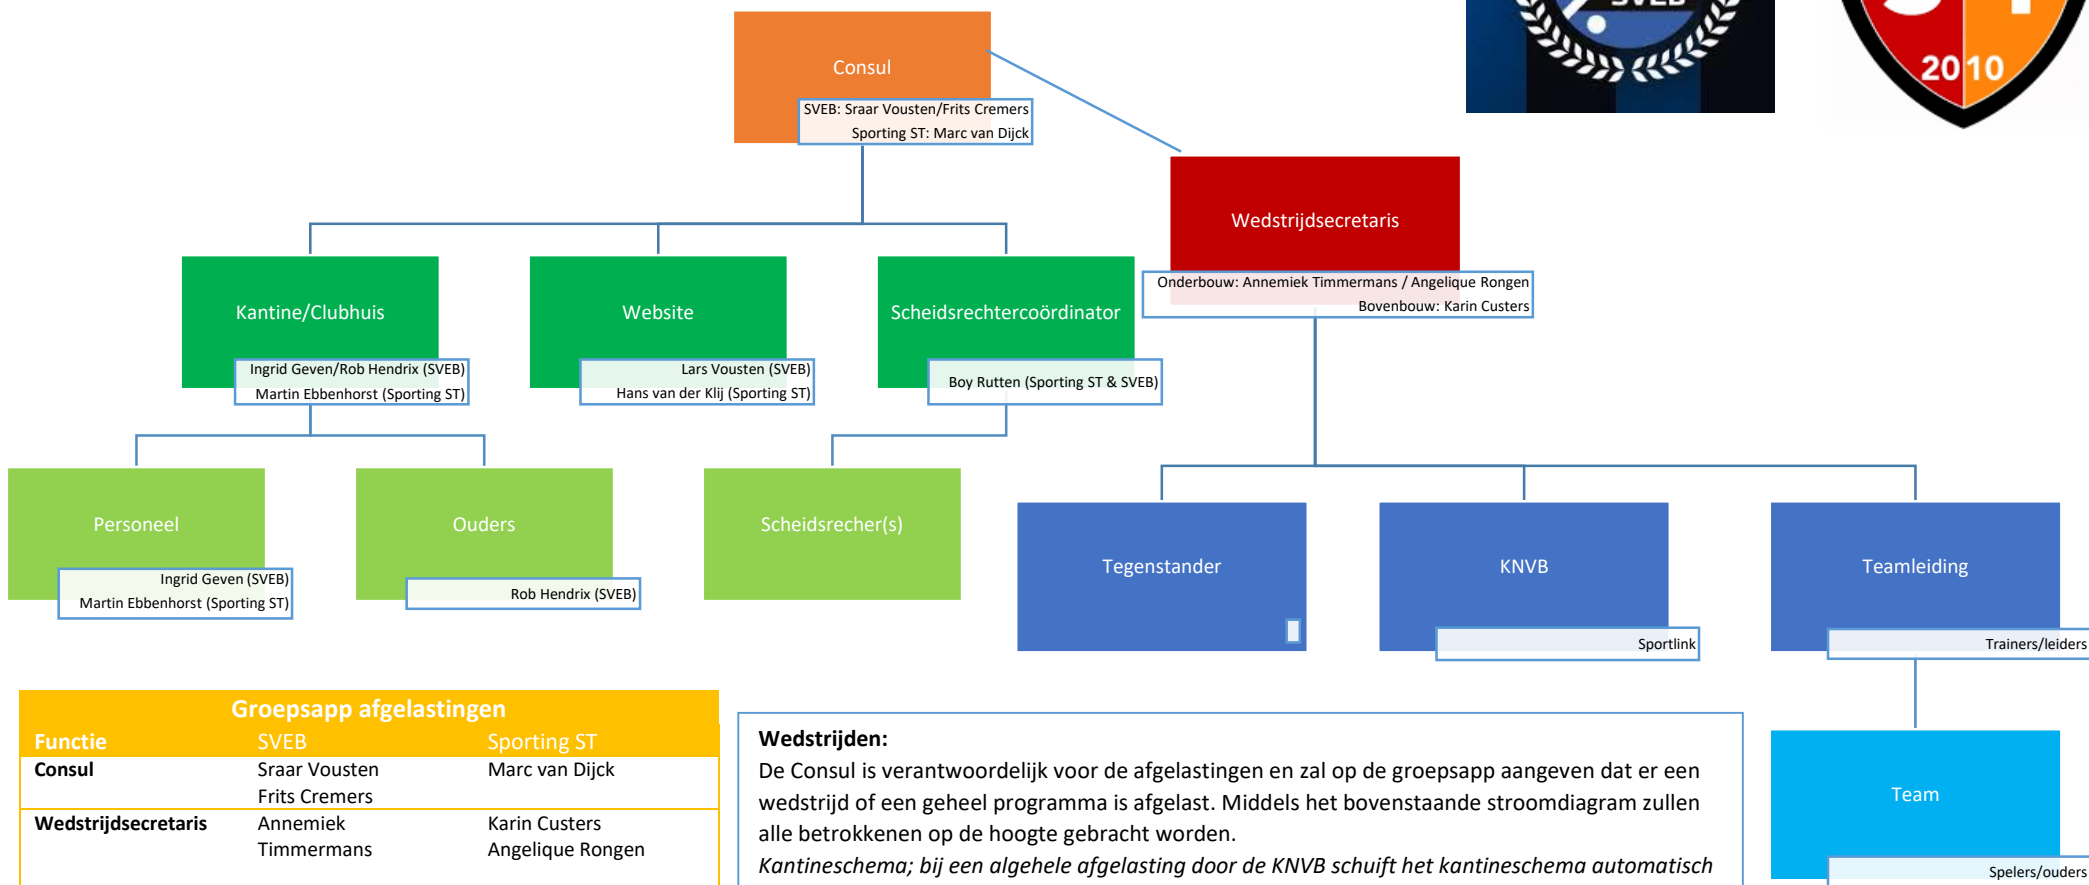 SVEB
20 10
Consul
SVEB: Sraar Vousten/Frits Cremers
Sporting ST: Marc van Dijck
Wedstrijdsecretaris
Onderbouw: Annemiek Timmermans / Angelique Rongen
Bovenbouw: Karin Custers
Kantine/Clubhuis
Ingrid Geven/Rob Hendrix (SVEB)
Martin Ebbenhorst (Sporting ST)
Website
Lars Vousten (SVEB)
Hans van der Klij (Sporting ST)
Scheidsrechtercoördinator
Boy Rutten (Sporting ST & SVEB)
Personeel
Ingrid Geven (SVEB)
Martin Ebbenhorst (Sporting ST)
Ouders
Rob Hendrix (SVEB)
Scheidsrecher(s)
Tegenstander
KNVB
Sportlink
Teamleiding
Trainers/leiders
Team
Spelers/ouders
Groepsapp afgelastingen
Functie SVEB Sporting ST
Consul Sraar Vousten Marc van Dijck
Frits Cremers
Wedstrijdsecretaris Annemiek Karin Custers
Timmermans Angelique Rongen
Wedstrijden:
De Consul is verantwoordelijk voor de afgelastingen en zal op de groepsapp aangeven dat er een
wedstrijd of een geheel programma is afgelast. Middels het bovenstaande stroomdiagram zullen
alle betrokkenen op de hoogte gebracht worden.
Kantineschema; bij een algehele afgelasting door de KNVB schuift het kantineschema automatisch